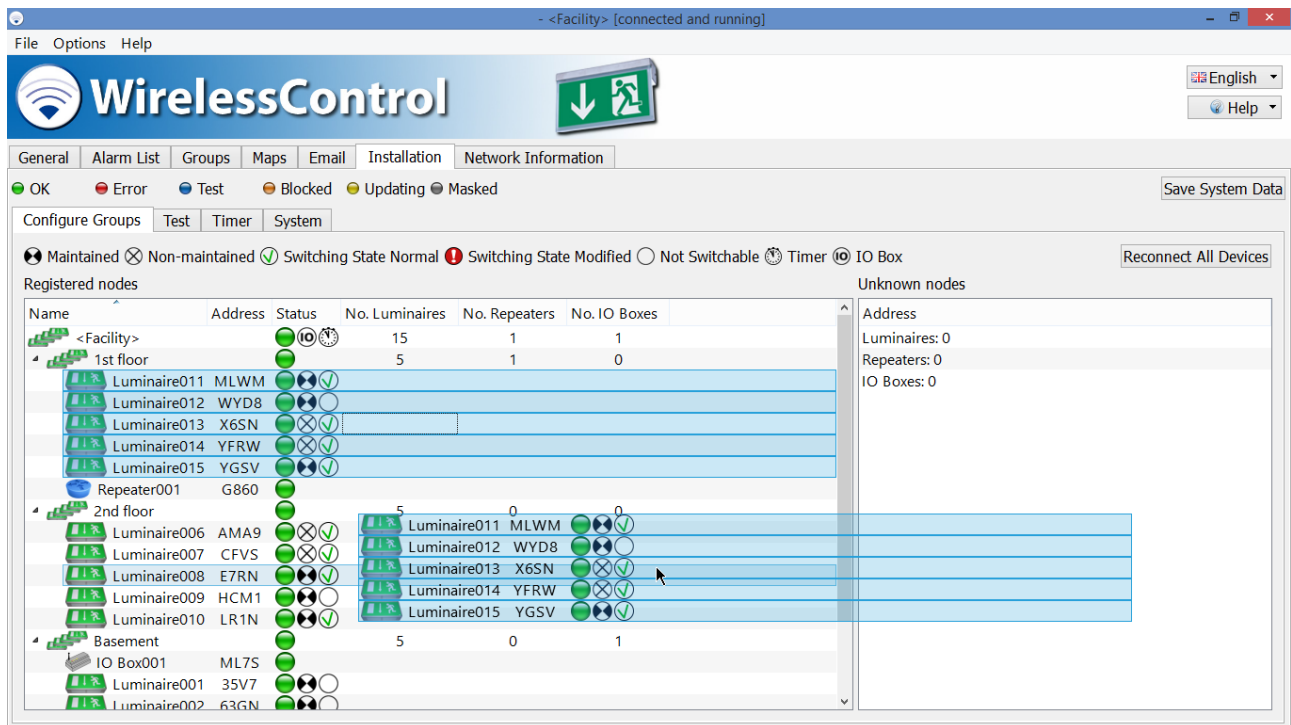 - <Facility> [connected and running]
File Options Help
WirelessControl
English
Help
General Alarm List Groups Maps Email Installation Network Information
OK Error Test Blocked Updating Masked Save System Data
Configure Groups Test Timer System
Maintained Non-maintained Switching State Normal Switching State Modified Not Switchable Timer IO IO Box Reconnect All Devices
Registered nodes Unknown nodes
Name Address Status No. Luminaires No. Repeaters No. IO Boxes Address
<Facility> IO 15 1 1 Luminaires: 0
1st floor 5 1 0 Repeaters: 0
Luminaire011 MLWM IO Boxes: 0
Luminaire012 WYD8
Luminaire013 X6SN
Luminaire014 YFRW
Luminaire015 YGSV
Repeater001 G860
2nd floor 5 0 0
Luminaire011 MLWM
Luminaire006 AMA9
Luminaire012 WYD8
Luminaire007 CFVS
Luminaire013 X6SN
Luminaire008 E7RN
Luminaire014 YFRW
Luminaire009 HCM1
Luminaire015 YGSV
Luminaire010 LR1N
Basement 5 0 1
IO Box001 ML7S
Luminaire001 35V7
Luminaire002 63GN